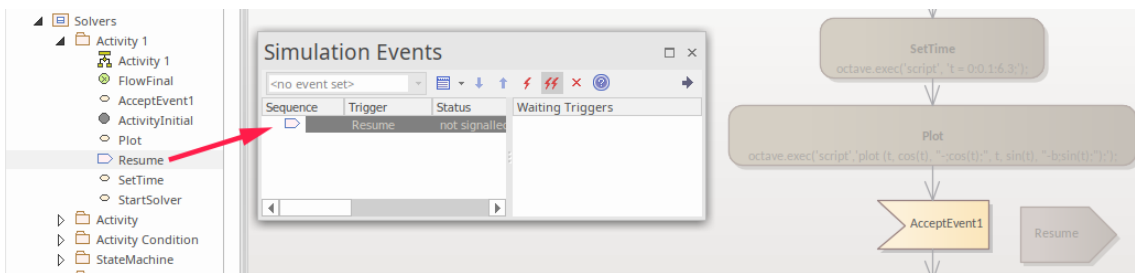 Solvers
Activity 1
Activity 1
FlowFinal
AcceptEvent1
ActivityInitial
Plot
Resume
SetTime
StartSolver
Activity
Activity Condition
StateMachine
Simulation Events
<no event set>
Sequence Trigger Status Waiting Triggers
Resume not signalled
SetTime
octave.exec('script', 't = 0:0.1:6.3;');
Plot
octave.exec('script','plot (t, cos(t), "-;cos(t);", t, sin(t), "-b;sin(t);");');
AcceptEvent1
Resume